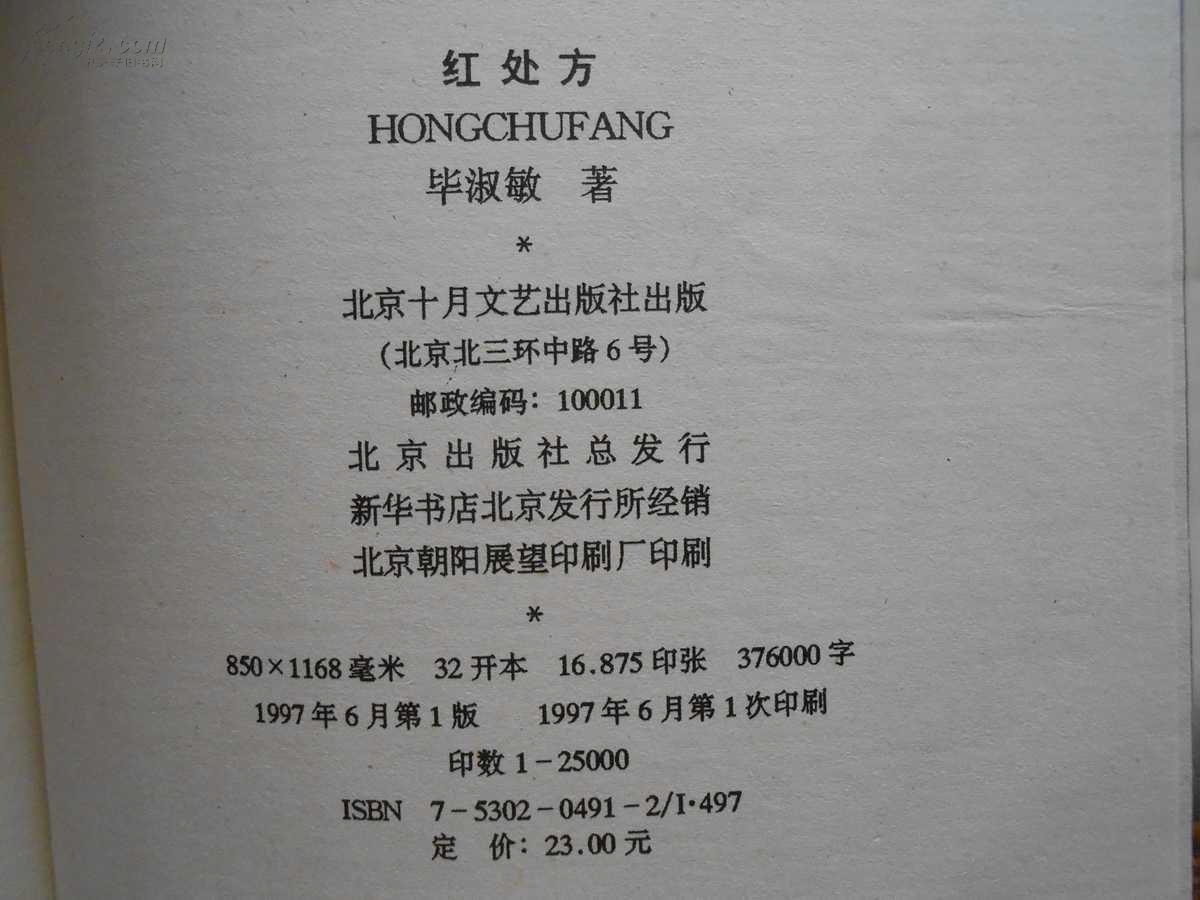 红处方
HONGCHUFANG
毕淑敏 著
*
北京十月文艺出版社出版
(北京北三环中路6号)
邮政编码：100011
北京出版社总发行
新华书店北京发行所经销
北京朝阳展望印刷厂印刷
*
850×1168毫米 32开本 16.875印张 376000字
1997年6月第1版 1997年6月第1次印刷
印数1-25000
ISBN 7-5302-0491-2/I·497
定 价：23.00元